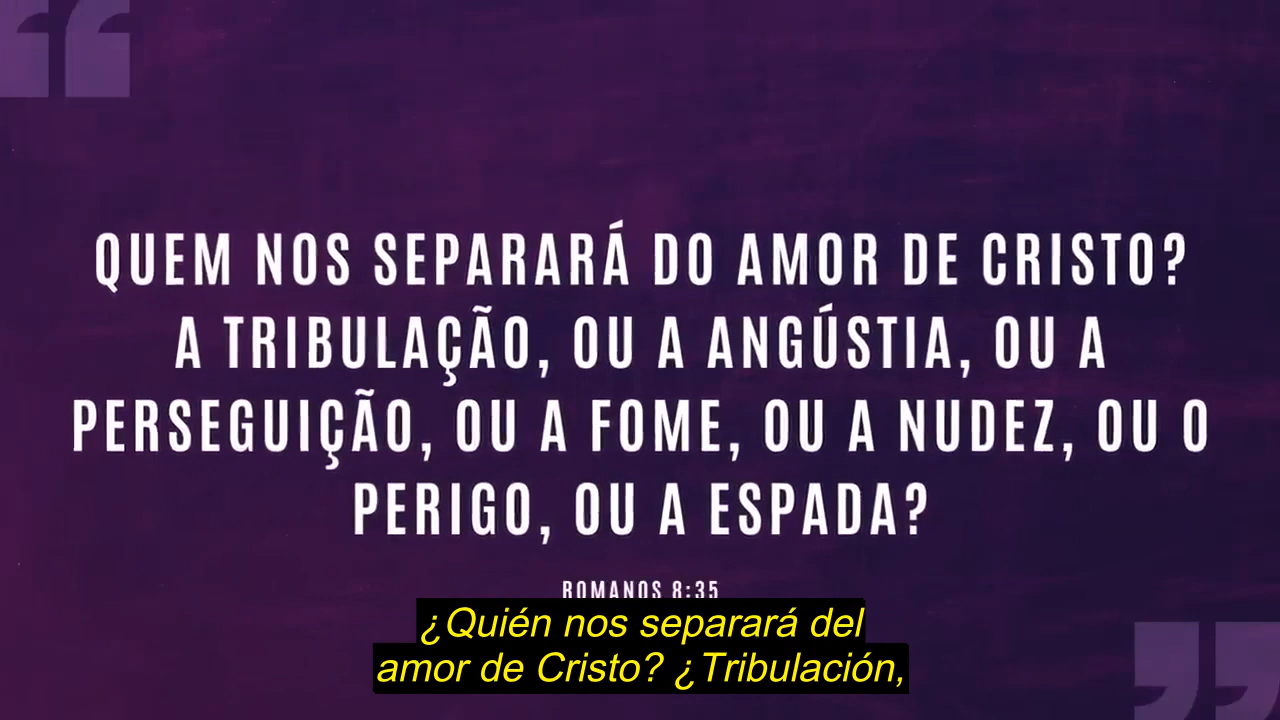 QUEM NOS SEPARARÁ DO AMOR DE CRISTO?
A TRIBULAÇÃO, OU A ANGÚSTIA, OU A
PERSEGUIÇÃO, OU A FOME, OU A NUDEZ, OU O
PERIGO, OU A ESPADA?
ROMANOS 8:35
¿Quién nos separará del
amor de Cristo? ¿Tribulación,